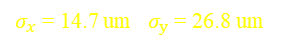 σx = 14.7 um σy = 26.8 um